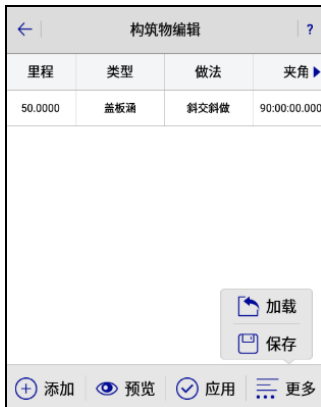 构筑物编辑 ?
里程 类型 做法 夹角
50.0000 盖板涵 斜交斜做 90:00:00.000
加载
保存
添加 预览 应用 更多